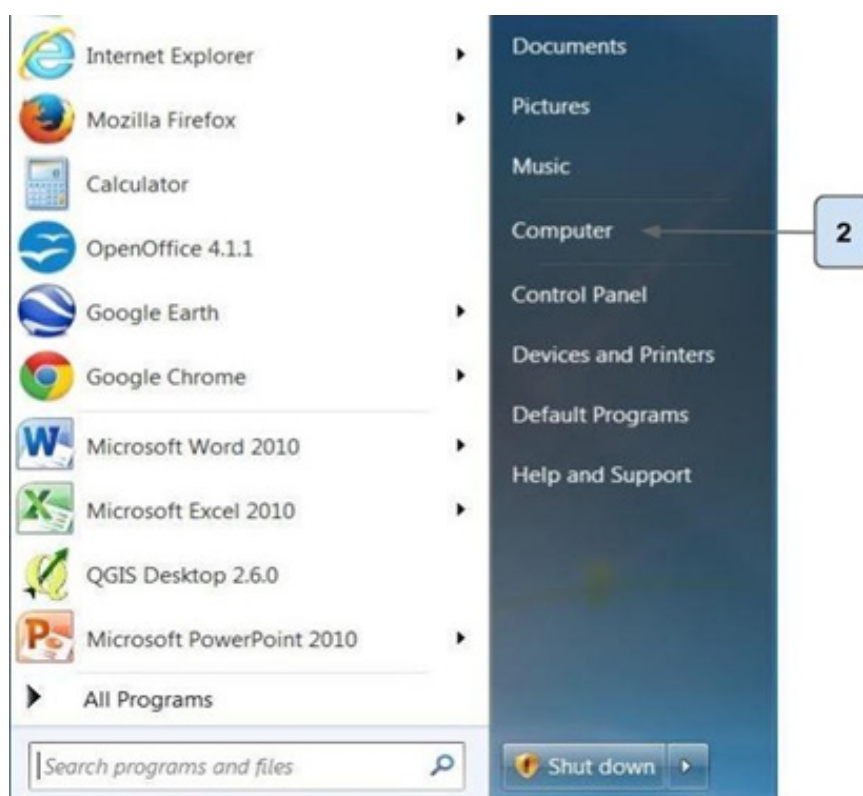 Internet Explorer
Mozilla Firefox
Calculator
OpenOffice 4.1.1
Google Earth
Google Chrome
Microsoft Word 2010
Microsoft Excel 2010
QGIS Desktop 2.6.0
Microsoft PowerPoint 2010
All Programs
Search programs and files
Documents
Pictures
Music
Computer
2
Control Panel
Devices and Printers
Default Programs
Help and Support
Shut down